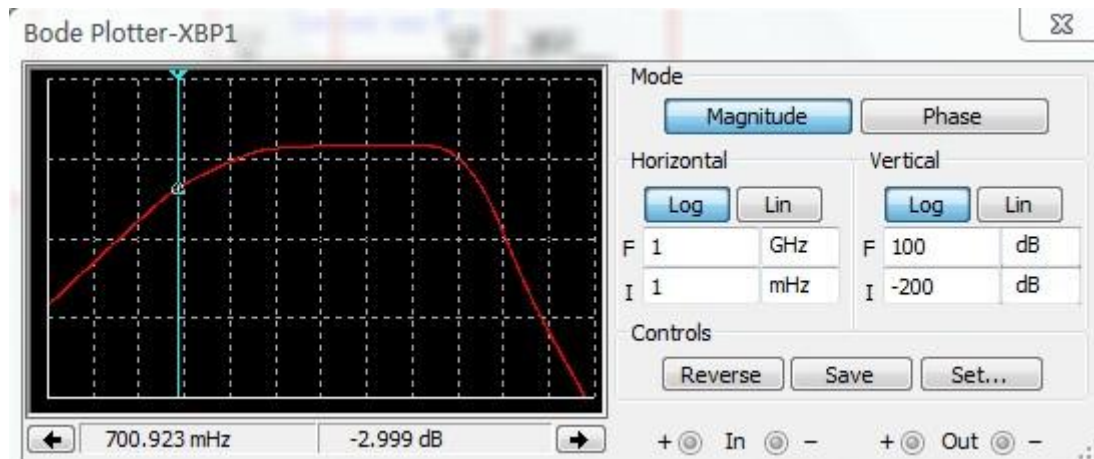 Bode Plotter-XBP1
Mode
Magnitude Phase
Horizontal Vertical
Log Lin Log Lin
F 1 GHz F 100 dB
I 1 mHz I -200 dB
Controls
Reverse Save Set...
700.923 mHz -2.999 dB + In - + Out -